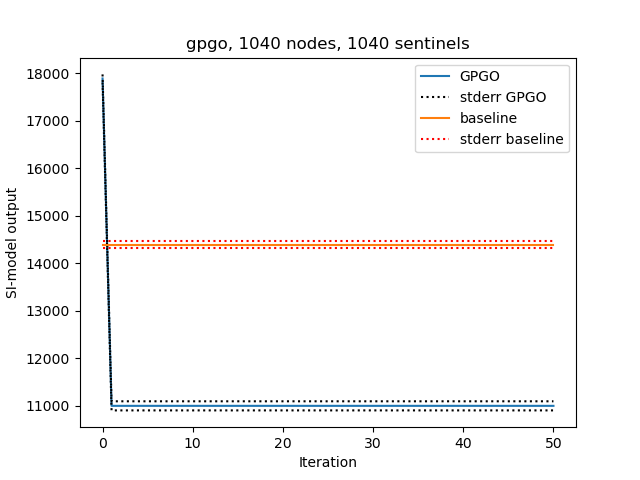 gpgo, 1040 nodes, 1040 sentinels
GPGO
stderr GPGO
baseline
stderr baseline
SI-model output
18000
17000
16000
15000
14000
13000
12000
11000
0 10 20 30 40 50
Iteration